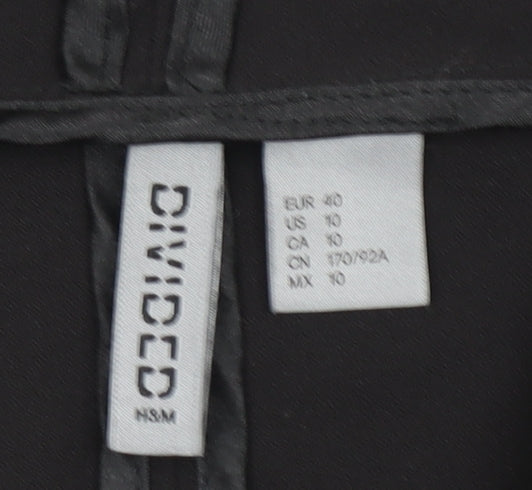 DIVIDED
H&M
EUR 40
US 10
CA 10
CN 170/92A
MX 10